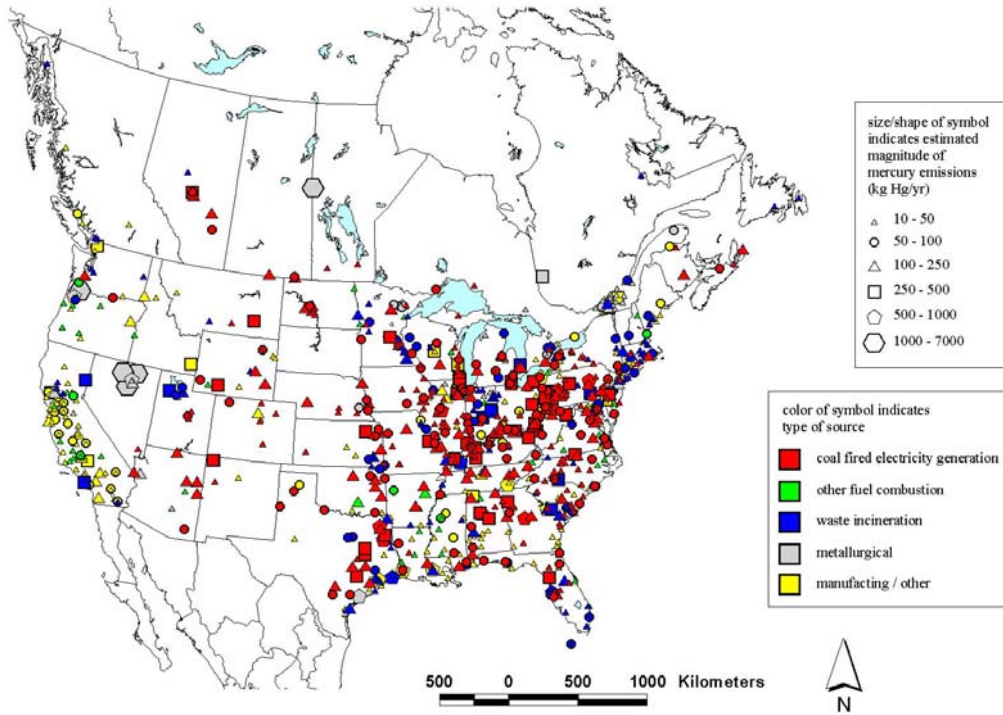 size/shape of symbol
indicates estimated
magnitude of
mercury emissions
(kg Hg/yr)
10 - 50
50 - 100
100 - 250
250 - 500
500 - 1000
1000 - 7000
color of symbol indicates
type of source
coal fired electricity generation
other fuel combustion
waste incineration
metallurgical
manufacting / other
500 0 500 1000 Kilometers
N